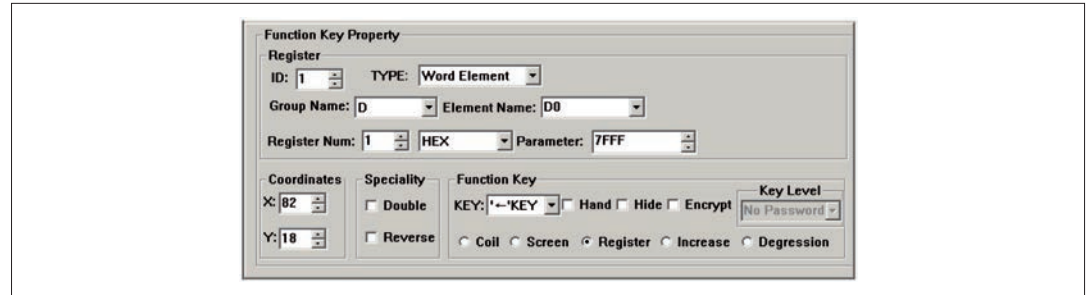 Function Key Property
Register
ID: 1 TYPE: Word Element
Group Name: D Element Name: D0
Register Num: 1 HEX Parameter: 7FFF
Coordinates Speciality Function Key
X: 82 Double KEY: '←'KEY Hand Hide Encrypt Key Level
No Password
Y: 18 Reverse Coil Screen Register Increase Degression